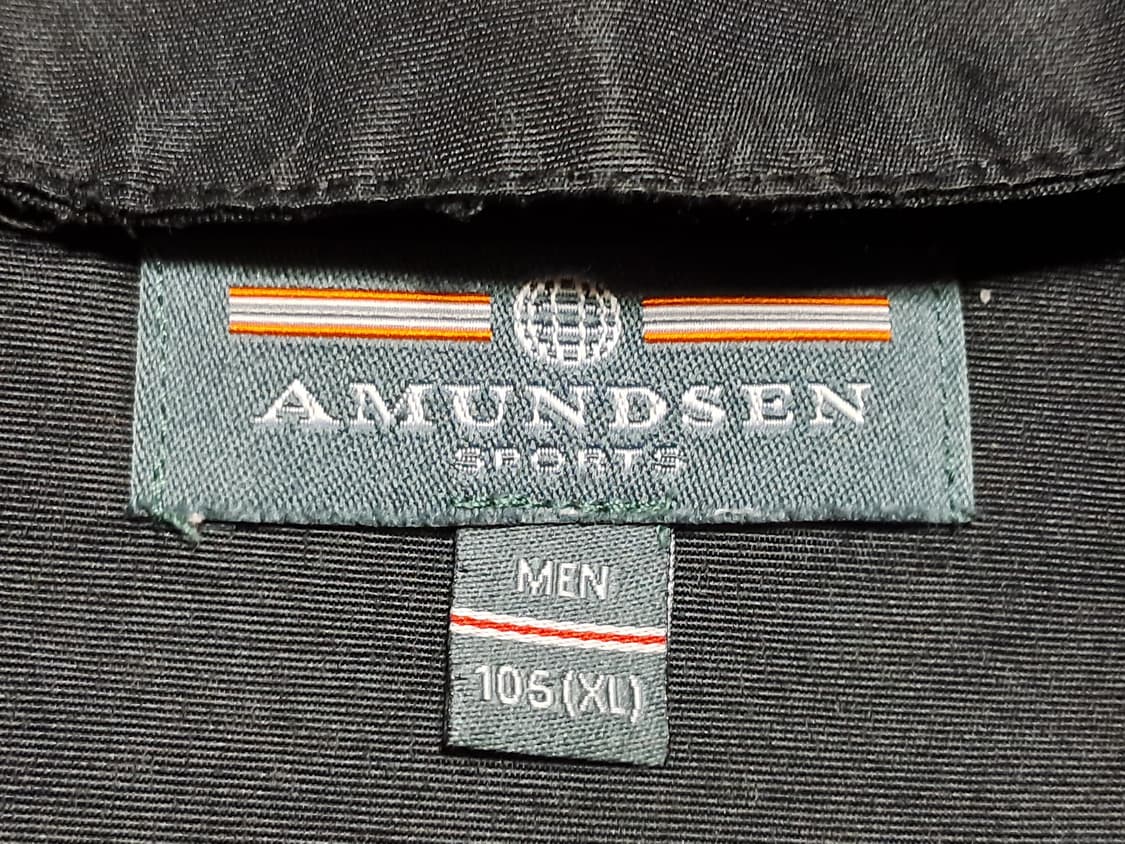 AMUNDSEN
SPORTS
MEN
105(XL)